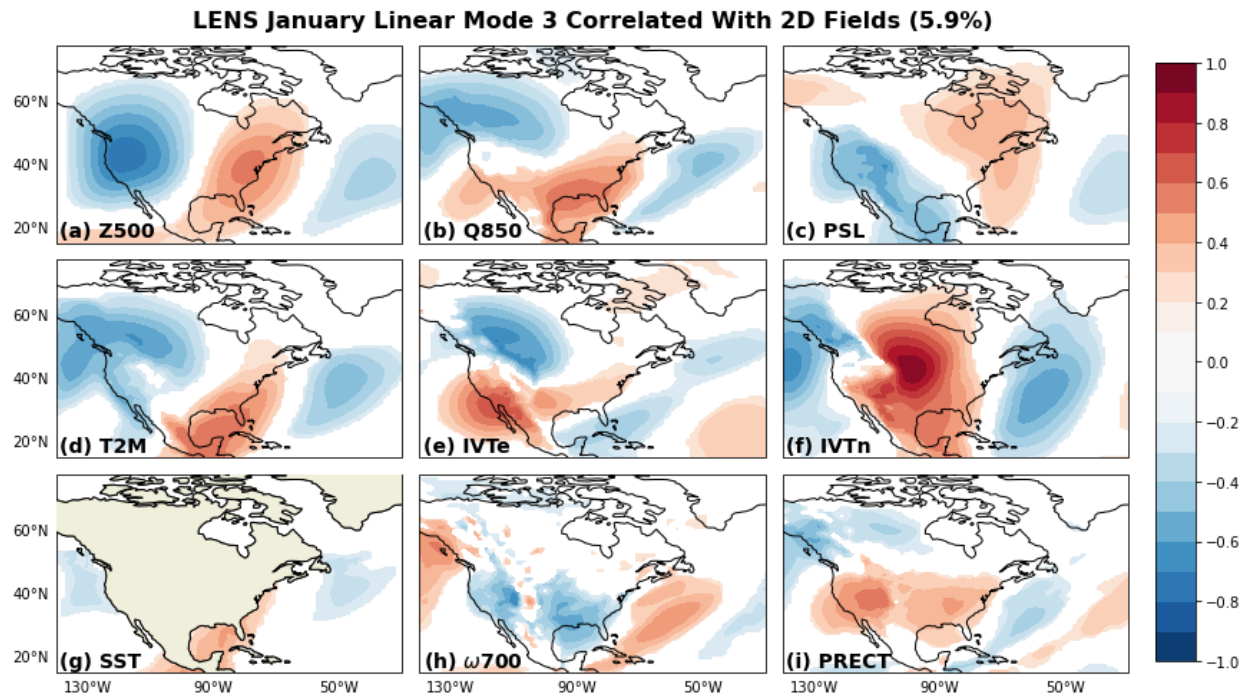 LENS January Linear Mode 3 Correlated With 2D Fields (5.9%)
60°N
40°N
20°N
(a) Z500
(b) Q850
(c) PSL
60°N
40°N
20°N
(d) T2M
(e) IVTe
(f) IVTn
60°N
40°N
20°N
(g) SST
(h) ω700
(i) PRECT
130°W
90°W
50°W
130°W
90°W
50°W
130°W
90°W
50°W
1.0
0.8
0.6
0.4
0.2
0.0
−0.2
−0.4
−0.6
−0.8
−1.0